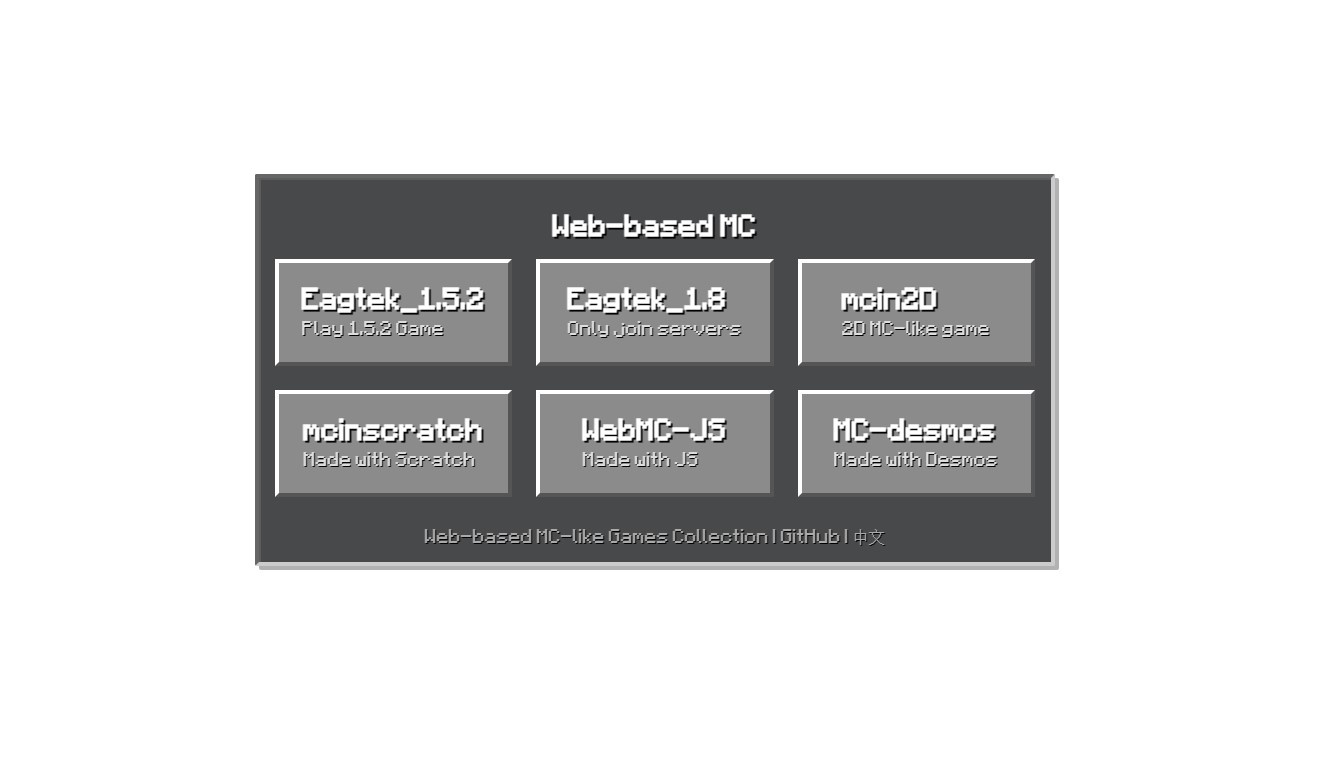 Web-based MC
Eagtek_1.5.2
Play 1.5.2 Game
Eagtek_1.8
Only join servers
mcin2D
2D MC-like game
mcinscratch
Made with Scratch
WebMC-JS
Made with JS
MC-desmos
Made with Desmos
Web-based MC-like Games Collection | GitHub | 中文